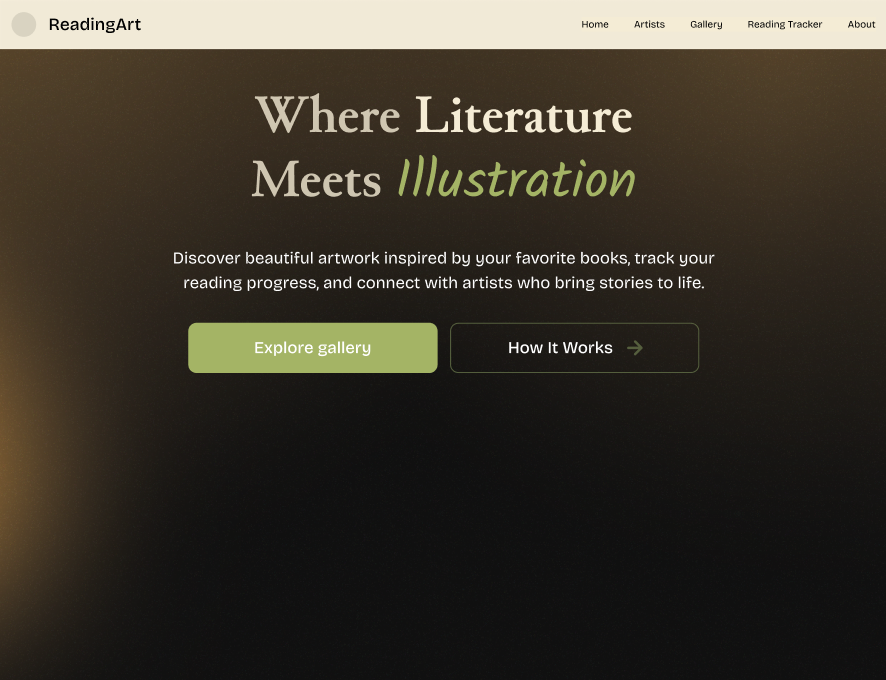 ReadingArt
Home Artists Gallery Reading Tracker About
Where Literature
Meets Illustration
Discover beautiful artwork inspired by your favorite books, track your
reading progress, and connect with artists who bring stories to life.
Explore gallery
How It Works